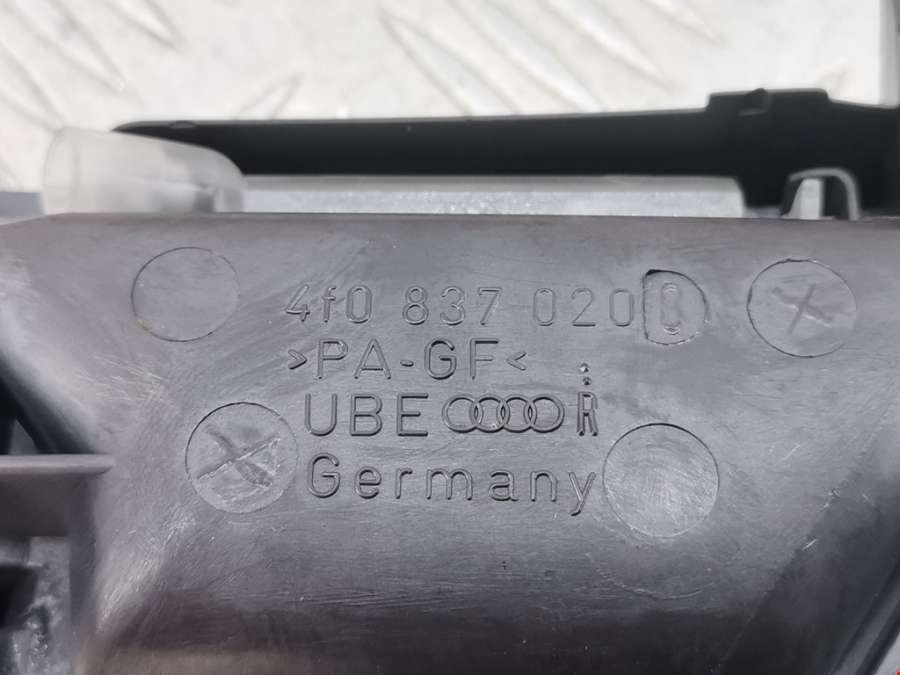 4f0 837 020 C
>PA-GF<
UBE R
Germany